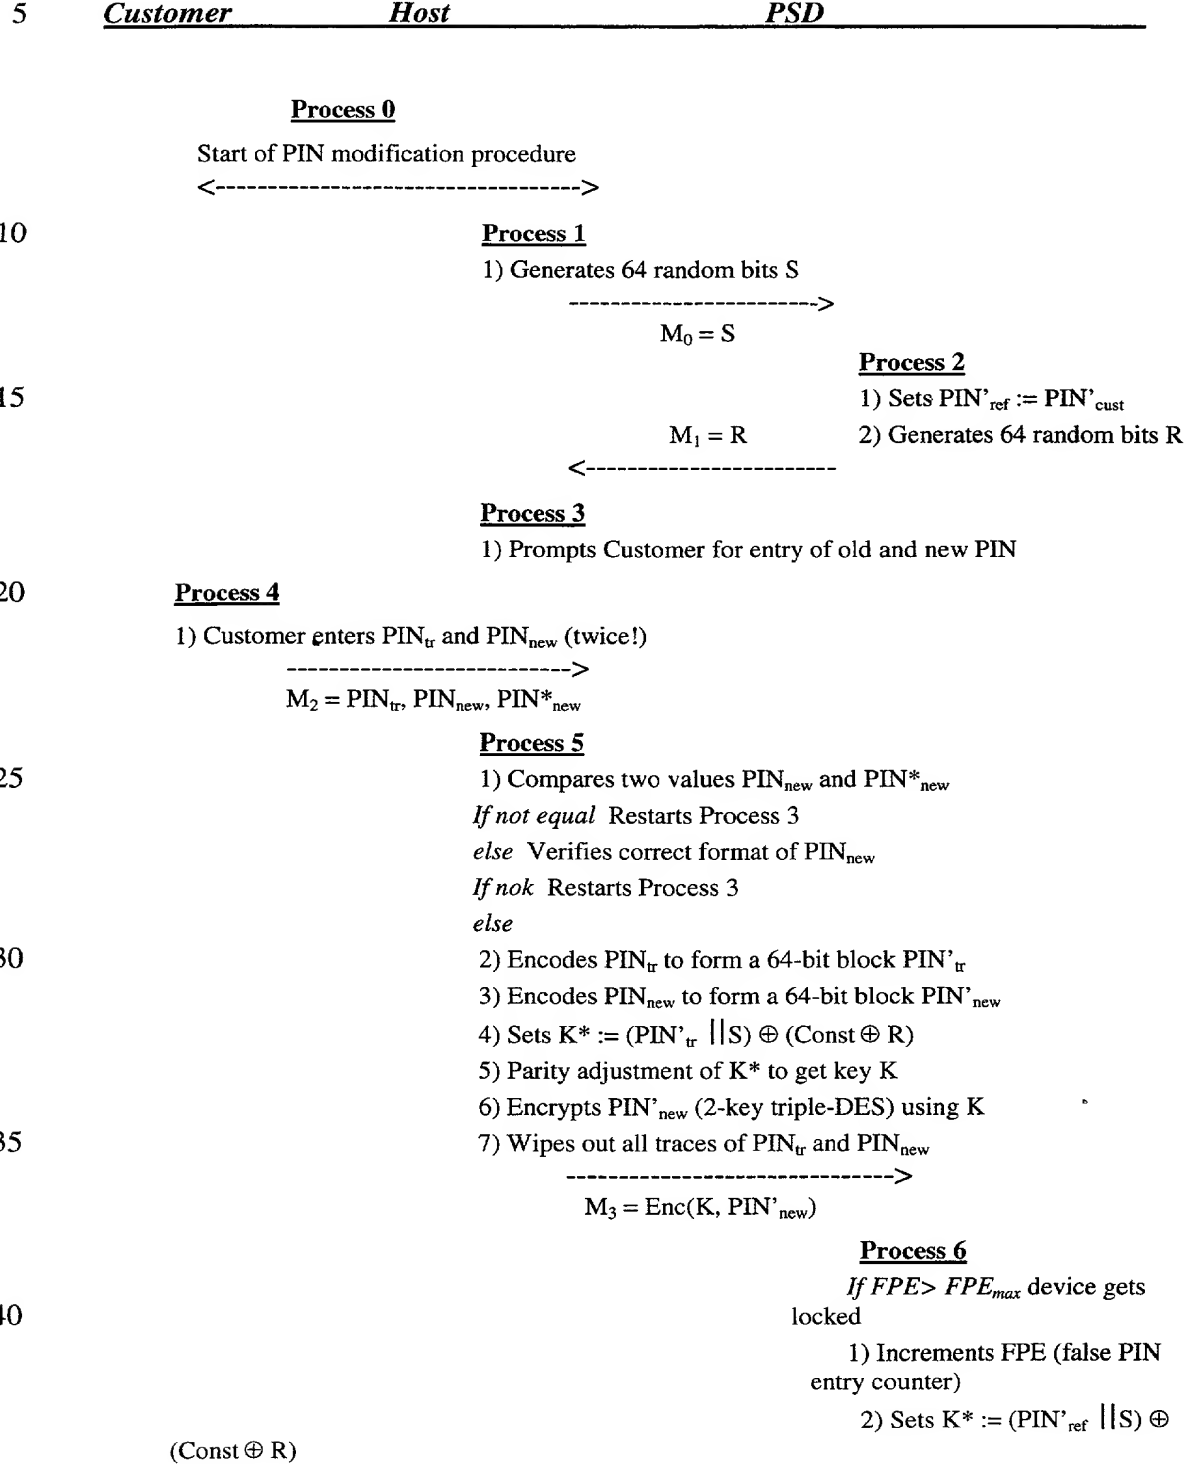 5 Customer Host PSD
Process 0
Start of PIN modification procedure
<---------------------------------->
10 Process 1
1) Generates 64 random bits S
------------------------>
M₀ = S
Process 2
15 1) Sets PIN’ref := PIN’cust
M₁ = R 2) Generates 64 random bits R
<------------------------
Process 3
1) Prompts Customer for entry of old and new PIN
20 Process 4
1) Customer enters PINtr and PINnew (twice!)
--------------------------->
M₂ = PINtr, PINnew, PIN*new
Process 5
25 1) Compares two values PINnew and PIN*new
If not equal Restarts Process 3
else Verifies correct format of PINnew
If nok Restarts Process 3
else
30 2) Encodes PINtr to form a 64-bit block PIN’tr
3) Encodes PINnew to form a 64-bit block PIN’new
4) Sets K* := (PIN’tr ||S) ⊕ (Const ⊕ R)
5) Parity adjustment of K* to get key K
6) Encrypts PIN’new (2-key triple-DES) using K
35 7) Wipes out all traces of PINtr and PINnew
------------------------------->
M₃ = Enc(K, PIN’new)
Process 6
If FPE> FPEmax device gets
40 locked
1) Increments FPE (false PIN
entry counter)
2) Sets K* := (PIN’ref ||S) ⊕
(Const ⊕ R)